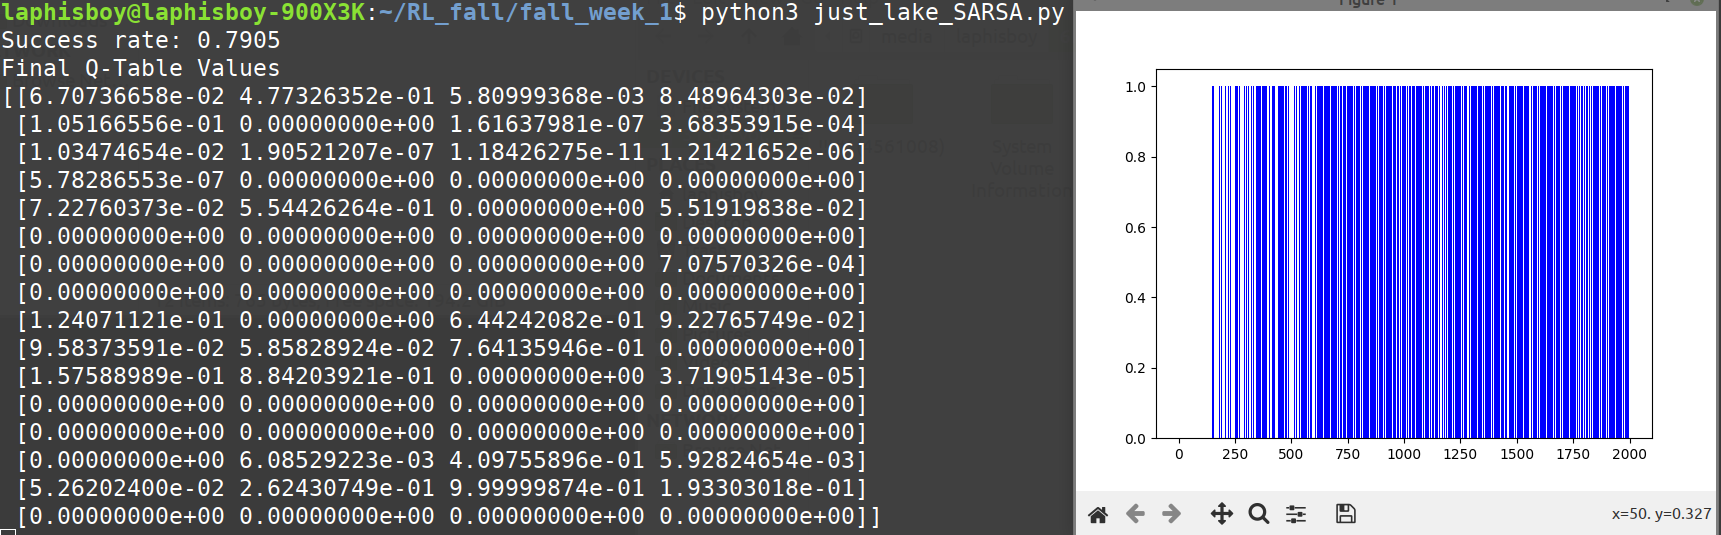 laphisboy@laphisboy-900X3K:~/RL_fall/fall_week_1$ python3 just_lake_SARSA.py
Success rate: 0.7905
Final Q-Table Values
[[6.70736658e-02 4.77326352e-01 5.80999368e-03 8.48964303e-02]
[1.05166556e-01 0.00000000e+00 1.61637981e-07 3.68353915e-04]
[1.03474654e-02 1.90521207e-07 1.18426275e-11 1.21421652e-06]
[5.78286553e-07 0.00000000e+00 0.00000000e+00 0.00000000e+00]
[7.22760373e-02 5.54426264e-01 0.00000000e+00 5.51919838e-02]
[0.00000000e+00 0.00000000e+00 0.00000000e+00 0.00000000e+00]
[0.00000000e+00 0.00000000e+00 0.00000000e+00 7.07570326e-04]
[0.00000000e+00 0.00000000e+00 0.00000000e+00 0.00000000e+00]
[1.24071121e-01 0.00000000e+00 6.44242082e-01 9.22765749e-02]
[9.58373591e-02 5.85828924e-02 7.64135946e-01 0.00000000e+00]
[1.57588989e-01 8.84203921e-01 0.00000000e+00 3.71905143e-05]
[0.00000000e+00 0.00000000e+00 0.00000000e+00 0.00000000e+00]
[0.00000000e+00 0.00000000e+00 0.00000000e+00 0.00000000e+00]
[0.00000000e+00 6.08529223e-03 4.09755896e-01 5.92824654e-03]
[5.26202400e-02 2.62430749e-01 9.99999874e-01 1.93303018e-01]
[0.00000000e+00 0.00000000e+00 0.00000000e+00 0.00000000e+00]]
media laphisboy
DEVICES
System
Volume
Information
Figure 1
1.0
0.8
0.6
0.4
0.2
0.0
0 250 500 750 1000 1250 1500 1750 2000
x=50. y=0.327